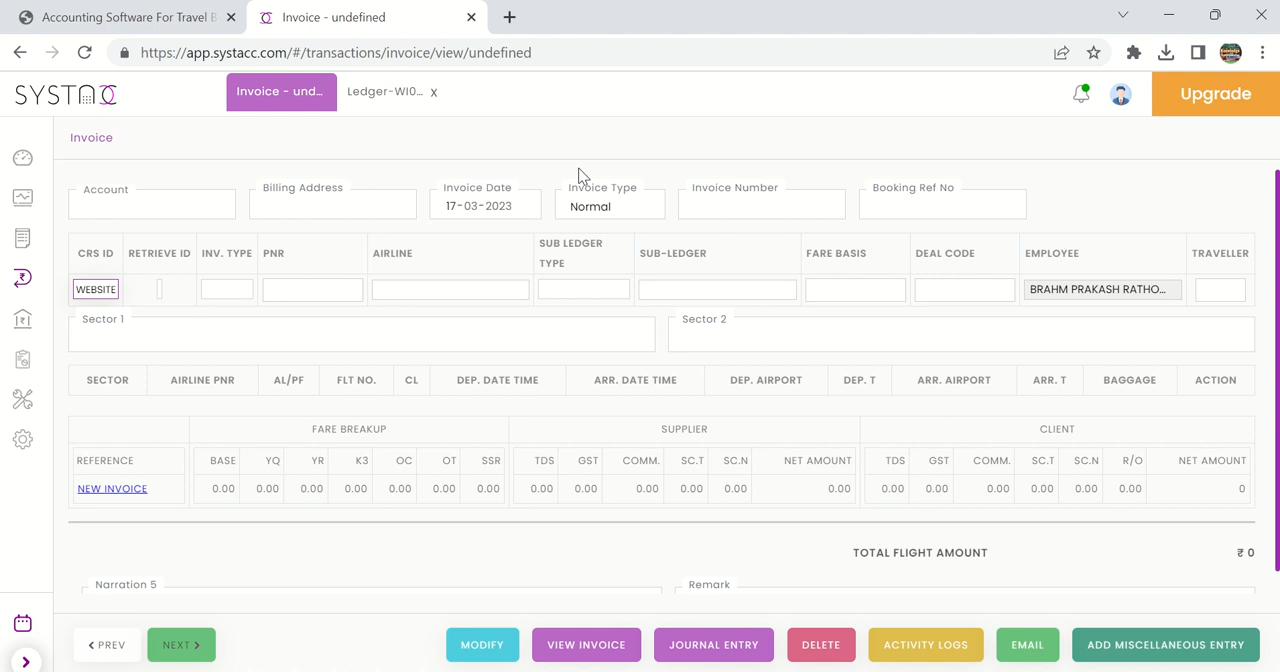 Accounting Software For Travel B
Invoice - undefined
https://app.systacc.com/#/transactions/invoice/view/undefined
SYSTACC
Invoice - und...
Ledger-WI0... x
Upgrade
Invoice
Account
Billing Address
Invoice Date
Invoice Type
Invoice Number
Booking Ref No
17-03-2023
Normal
CRS ID RETRIEVE ID INV. TYPE PNR AIRLINE SUB LEDGER TYPE SUB-LEDGER FARE BASIS DEAL CODE EMPLOYEE TRAVELLER
WEBSITE BRAHM PRAKASH RATHO...
Sector 1 Sector 2
SECTOR AIRLINE PNR AL/PF FLT NO. CL DEP. DATE TIME ARR. DATE TIME DEP. AIRPORT DEP. T ARR. AIRPORT ARR. T BAGGAGE ACTION
FARE BREAKUP SUPPLIER CLIENT
REFERENCE BASE YQ YR K3 OC OT SSR TDS GST COMM. SC.T SC.N NET AMOUNT TDS GST COMM. SC.T SC.N R/O NET AMOUNT
NEW INVOICE 0.00 0.00 0.00 0.00 0.00 0.00 0.00 0.00 0.00 0.00 0.00 0.00 0.00 0.00 0.00 0.00 0.00 0.00 0.00 0
TOTAL FLIGHT AMOUNT ₹ 0
Narration 5 Remark
< PREV NEXT > MODIFY VIEW INVOICE JOURNAL ENTRY DELETE ACTIVITY LOGS EMAIL ADD MISCELLANEOUS ENTRY